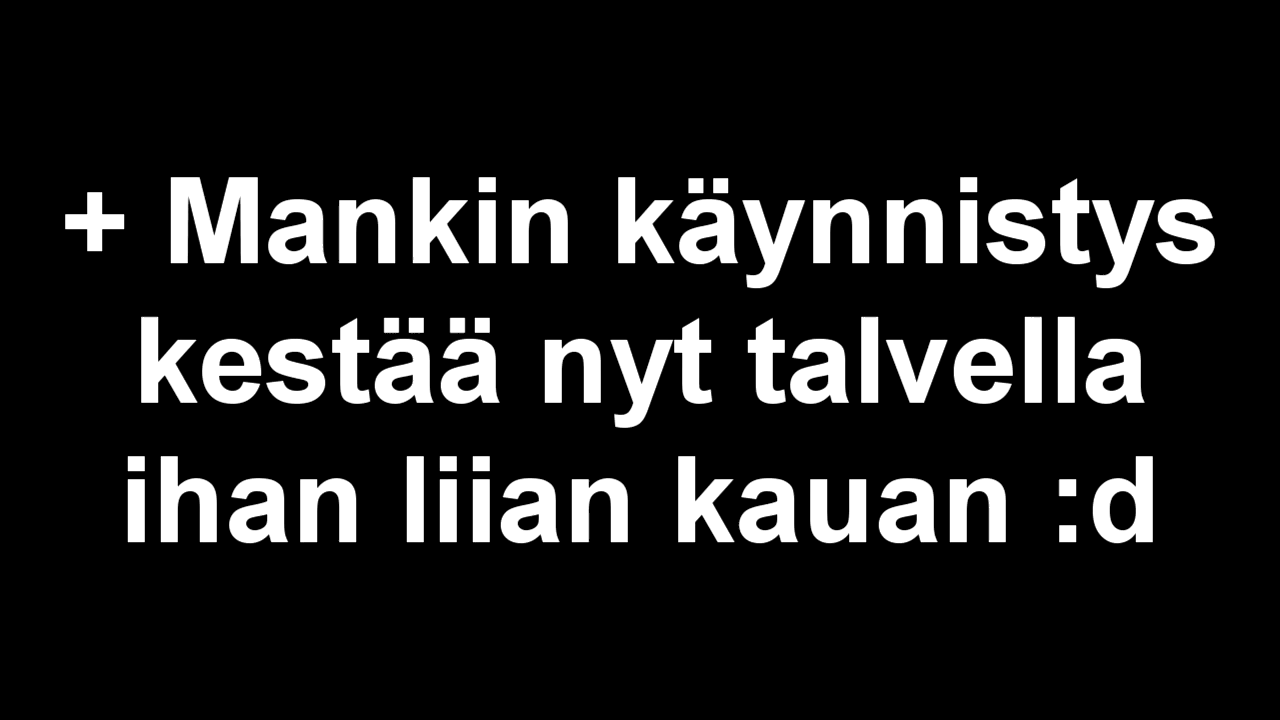 + Mankin käynnistys
kestää nyt talvella
ihan liian kauan :d